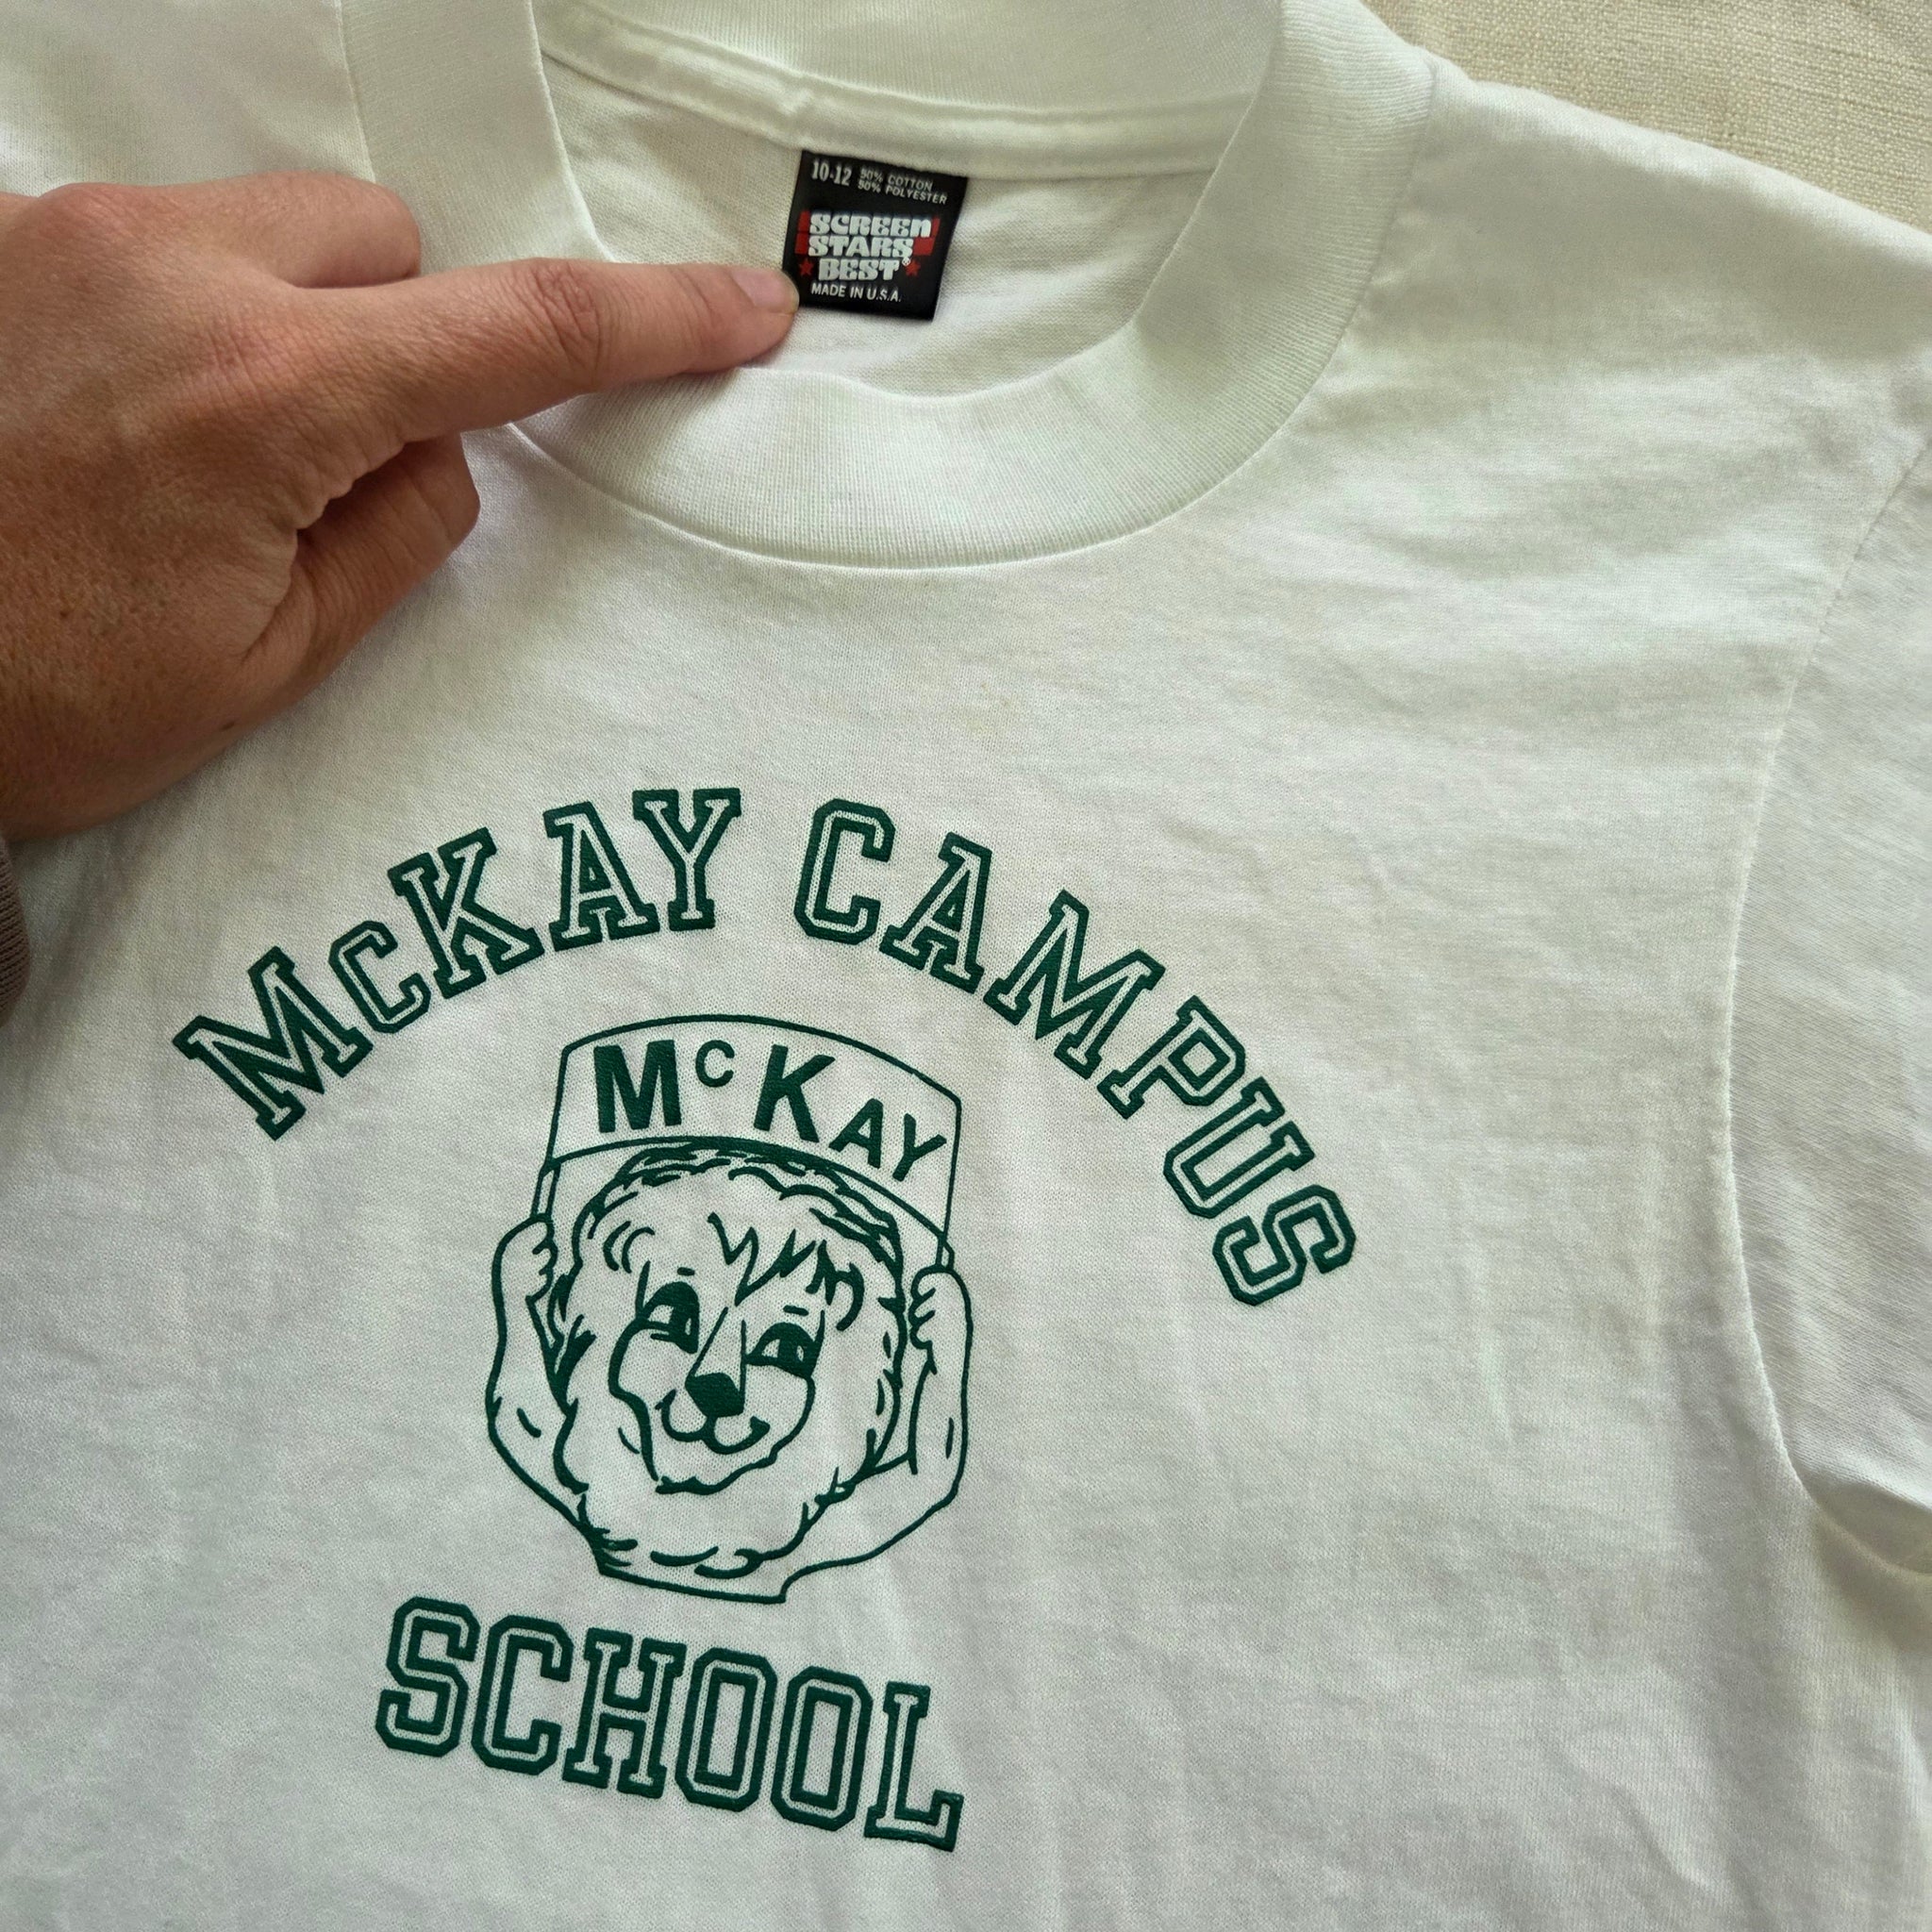 10-12 50% COTTON
50% POLYESTER
SCREEN
STARS
BEST®
MADE IN U.S.A.
McKAY CAMPUS
McKAY
SCHOOL